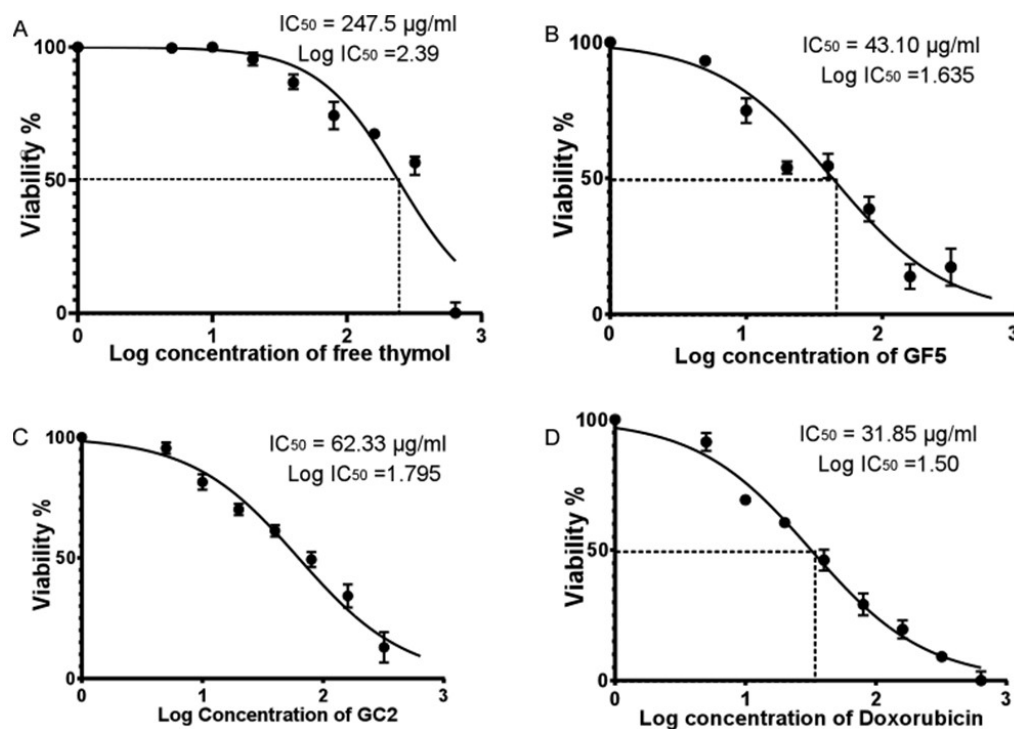 A
IC50 = 247.5 µg/ml
Log IC50 =2.39
Viability %
100
50
0
0 1 2 3
Log concentration of free thymol
B
IC50 = 43.10 µg/ml
Log IC50 =1.635
Viability %
100
50
0
0 1 2 3
Log concentration of GF5
C
IC50 = 62.33 µg/ml
Log IC50 =1.795
Viability %
100
50
0
0 1 2 3
Log Concentration of GC2
D
IC50 = 31.85 µg/ml
Log IC50 =1.50
Viability %
100
50
0
0 1 2 3
Log concentration of Doxorubicin